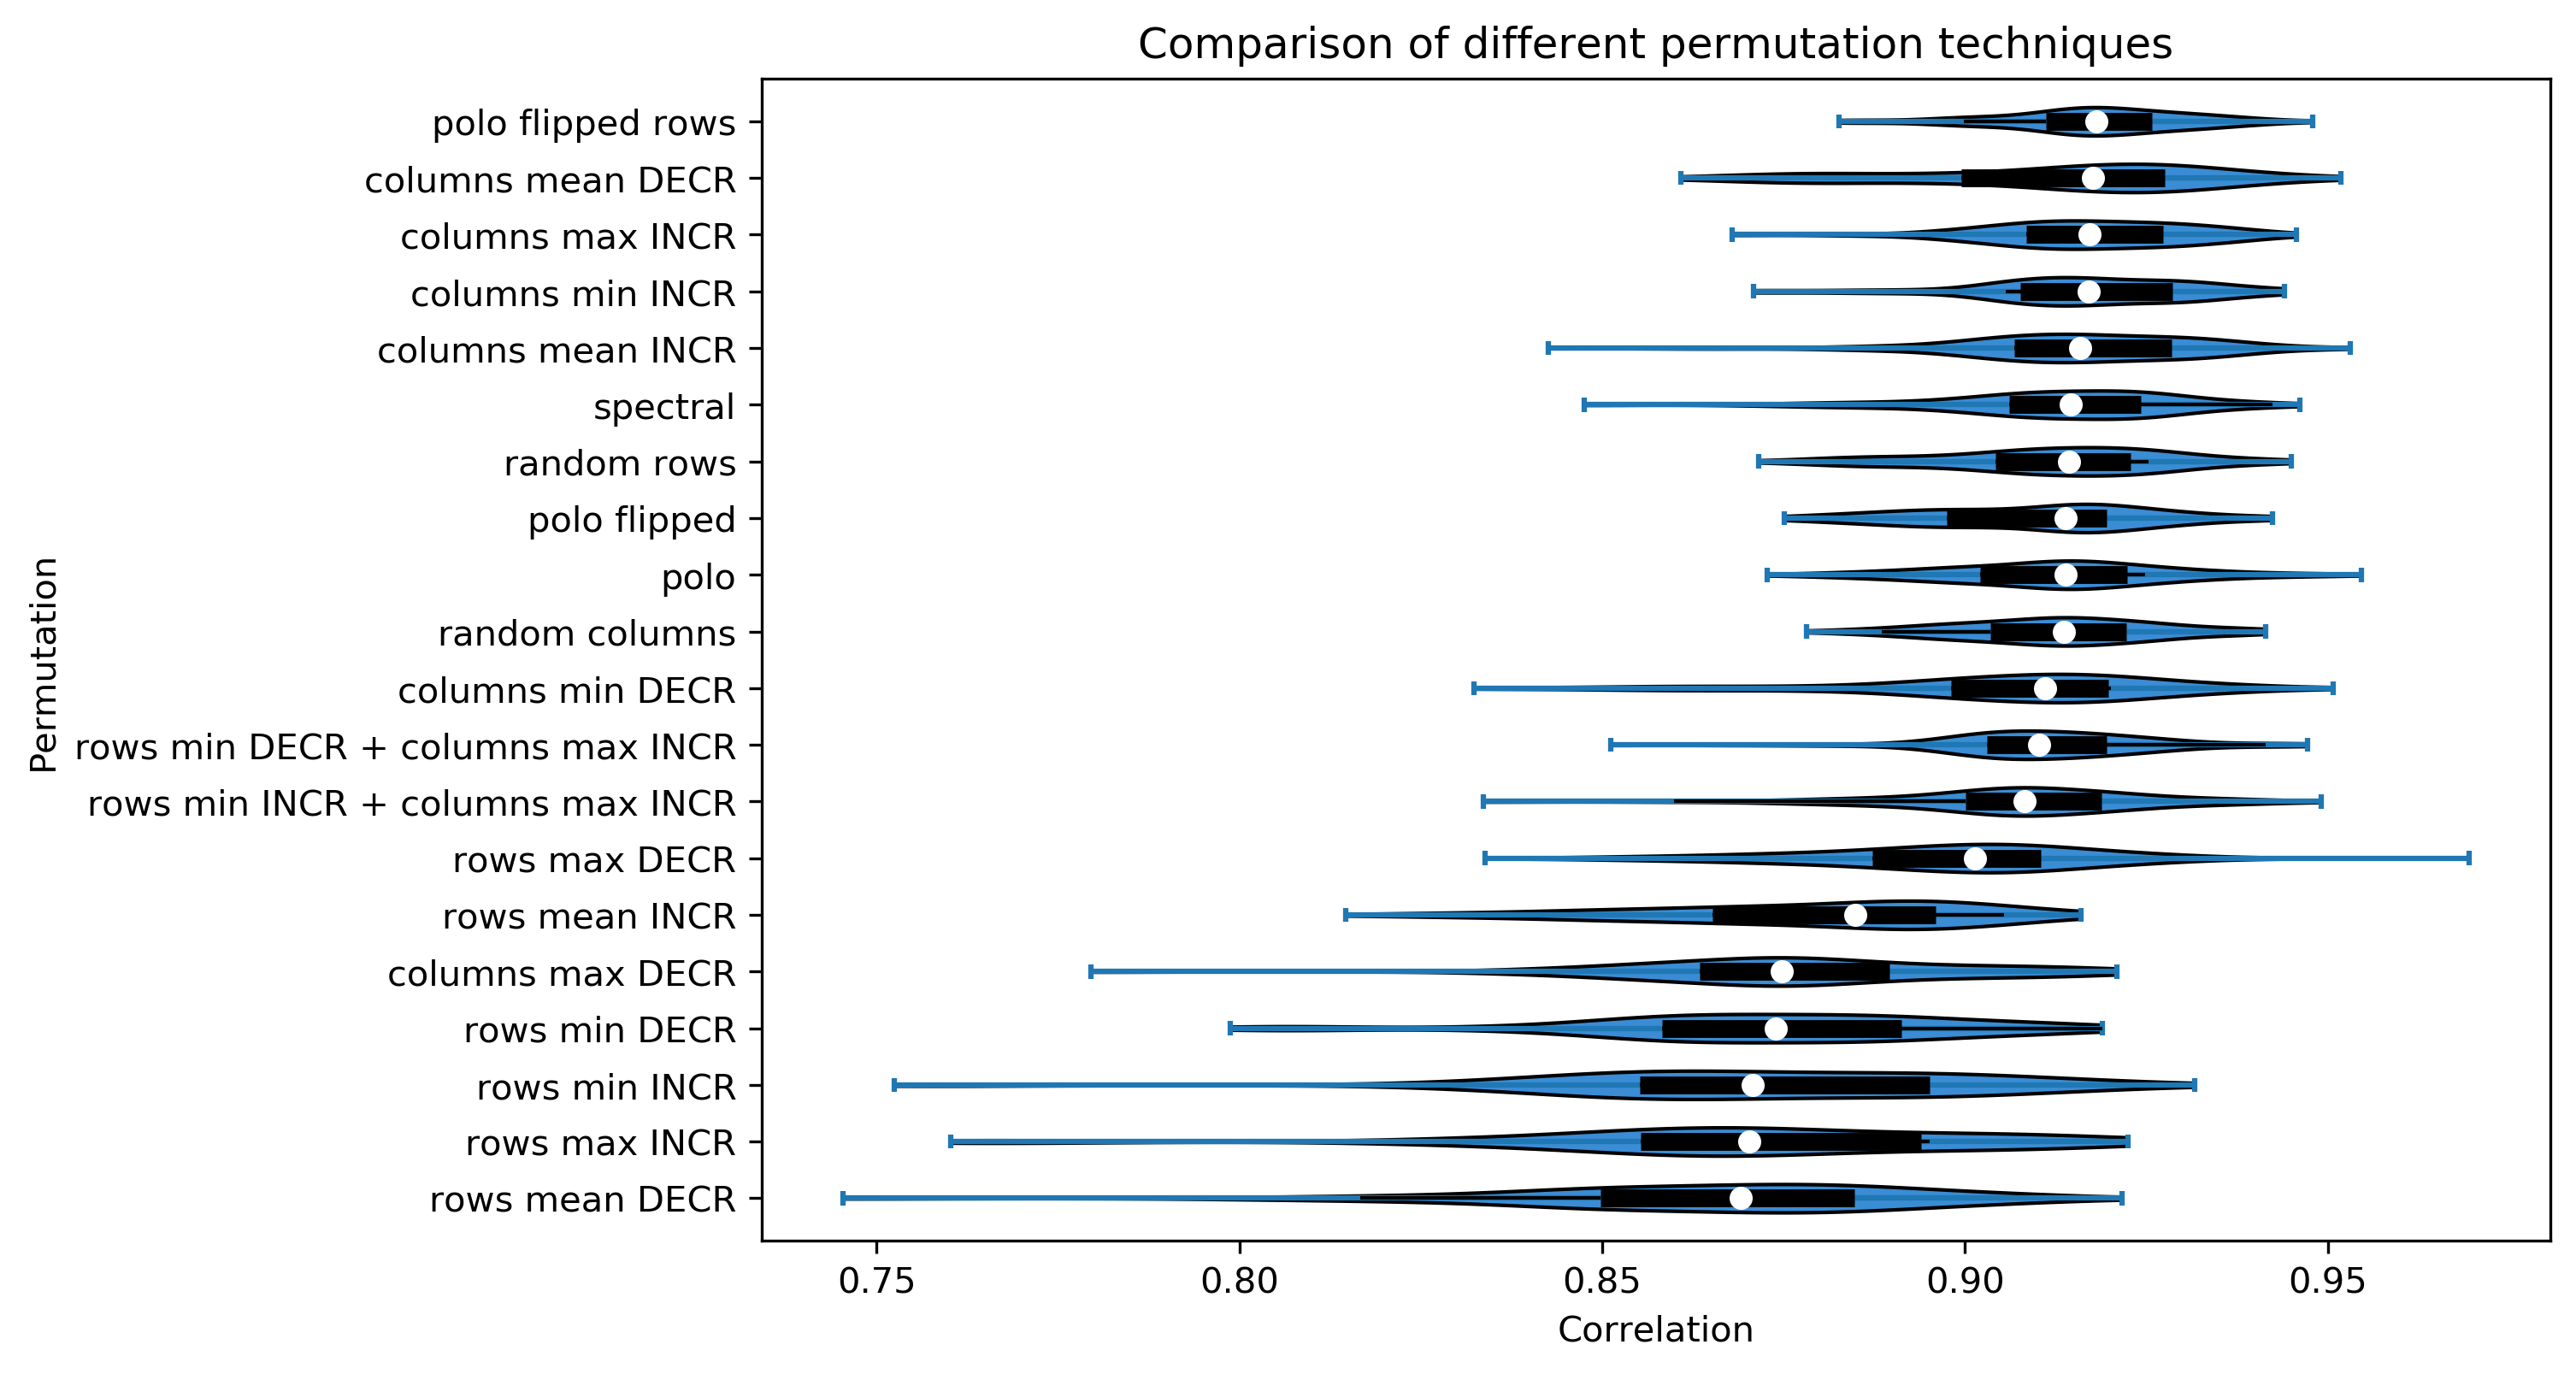 Comparison of different permutation techniques
Permutation
polo flipped rows
columns mean DECR
columns max INCR
columns min INCR
columns mean INCR
spectral
random rows
polo flipped
polo
random columns
columns min DECR
rows min DECR + columns max INCR
rows min INCR + columns max INCR
rows max DECR
rows mean INCR
columns max DECR
rows min DECR
rows min INCR
rows max INCR
rows mean DECR
0.75 0.80 0.85 0.90 0.95
Correlation